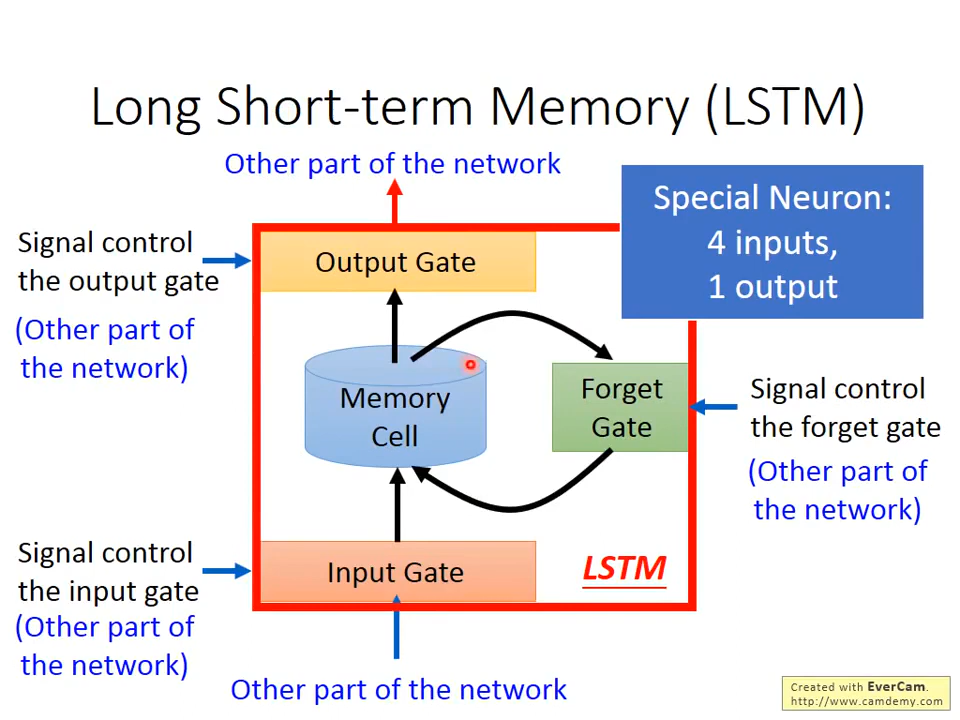 Long Short-term Memory (LSTM)
Other part of the network
Special Neuron:
4 inputs,
1 output
Signal control
the output gate
(Other part of
the network)
Output Gate
Memory
Cell
Forget
Gate
Signal control
the forget gate
(Other part of
the network)
Signal control
the input gate
(Other part of
the network)
Input Gate
LSTM
Other part of the network
Created with EverCam.
http://www.camdemy.com